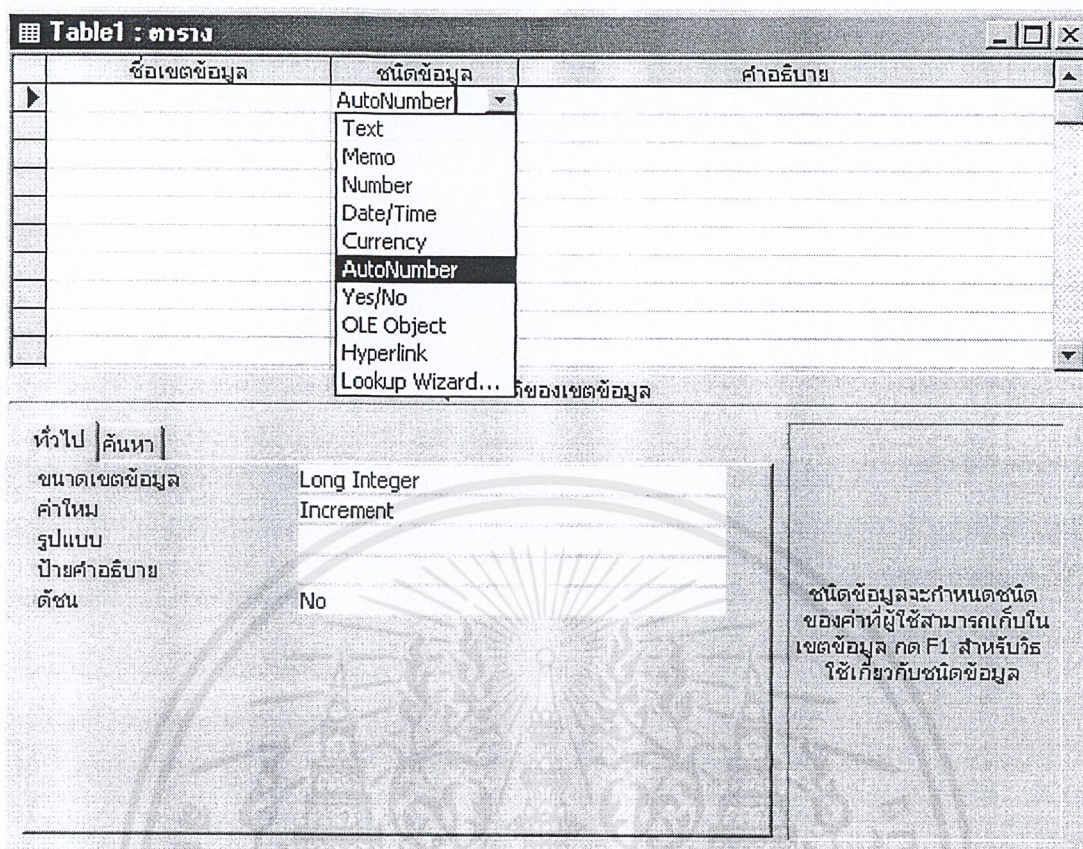 Table1 : ตาราง
ชื่อเขตข้อมูล ชนิดข้อมูล คำอธิบาย
AutoNumber
Text
Memo
Number
Date/Time
Currency
AutoNumber
Yes/No
OLE Object
Hyperlink
Lookup Wizard...
ของเขตข้อมูล
ทั่วไป ค้นหา
ขนาดเขตข้อมูล Long Integer
ค่าใหม Increment
รูปแบบ
ป้ายคำอธิบาย
ดัชน No
ชนิดข้อมูลจะกำหนดชนิด
ของค่าที่ผู้ใช้สามารถเก็บใน
เขตข้อมูล กด F1 สำหรับวิธ
ใช้เกี่ยวกับชนิดข้อมูล